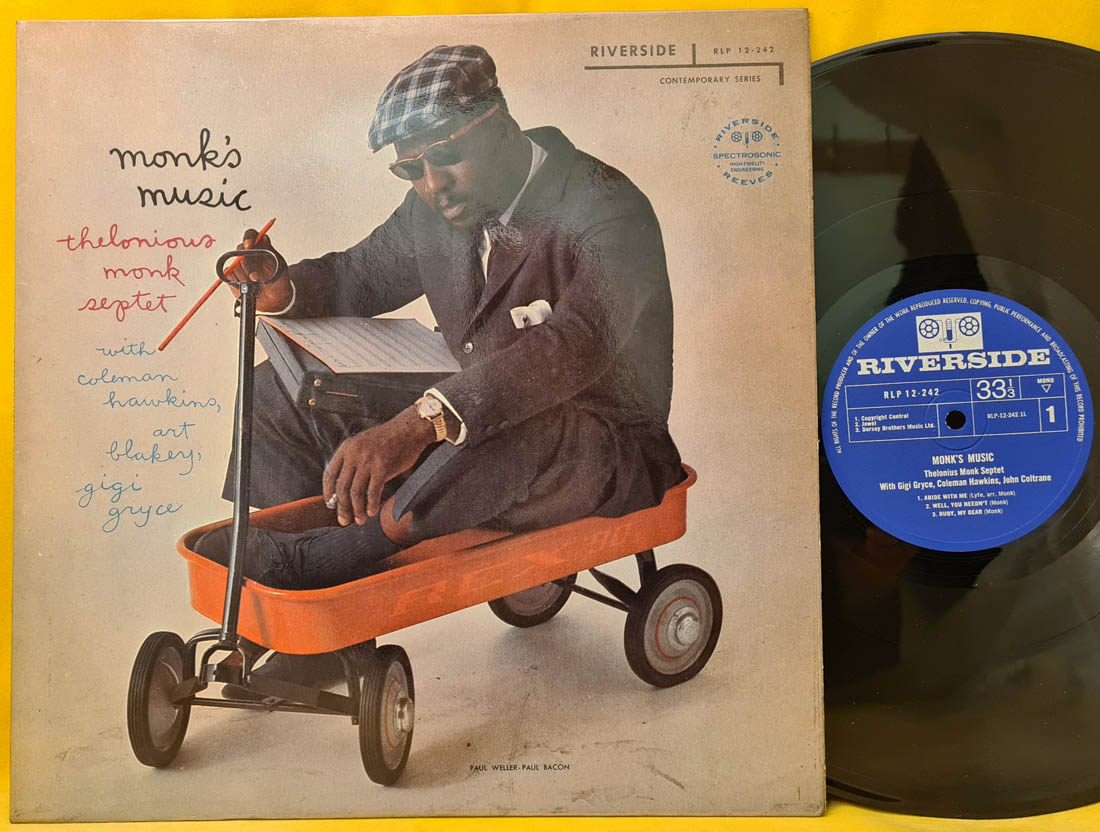 monk's
music
thelonious
monk
septet
with
coleman
hawkins,
art
blakey,
gigi
gryce
RIVERSIDE
RLP 12-242
CONTEMPORARY SERIES
RIVERSIDE
SPECTROSONIC
HIGH-FIDELITY
ENGINEERING
REEVES
REX
PAUL WELLER-PAUL BACON
ALL RIGHTS OF THE RECORD PRODUCER AND OF THE OWNER OF THE WORK REPRODUCED RESERVED. COPYING, PUBLIC PERFORMANCE AND BROADCASTING OF THIS RECORD PROHIBITED
RIVERSIDE
RLP 12-242
33 1/3
MONO
1. Copyright Control
2. Jewel
3. Dorsey Brothers Music Ltd.
RLP-12-242 1L
1
MONK'S MUSIC
Thelonius Monk Septet
With Gigi Gryce, Coleman Hawkins, John Coltrane
1. ABIDE WITH ME (Lyte, arr. Monk)
2. WELL, YOU NEEDN'T (Monk)
3. RUBY, MY DEAR (Monk)